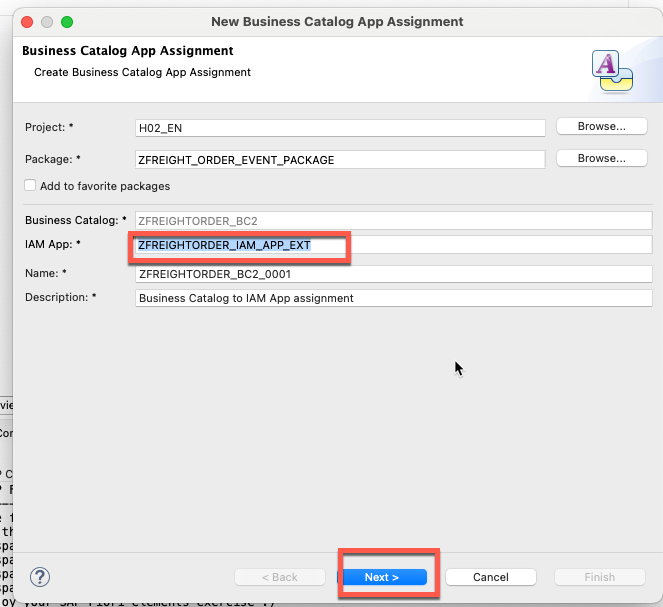 New Business Catalog App Assignment
Business Catalog App Assignment
Create Business Catalog App Assignment
A
Project: *
H02_EN
Browse...
Package: *
ZFREIGHT_ORDER_EVENT_PACKAGE
Browse...
Add to favorite packages
Business Catalog: *
ZFREIGHTORDER_BC2
IAM App: *
ZFREIGHTORDER_IAM_APP_EXT
Name: *
ZFREIGHTORDER_BC2_0001
Description: *
Business Catalog to IAM App assignment
?
< Back
Next >
Cancel
Finish